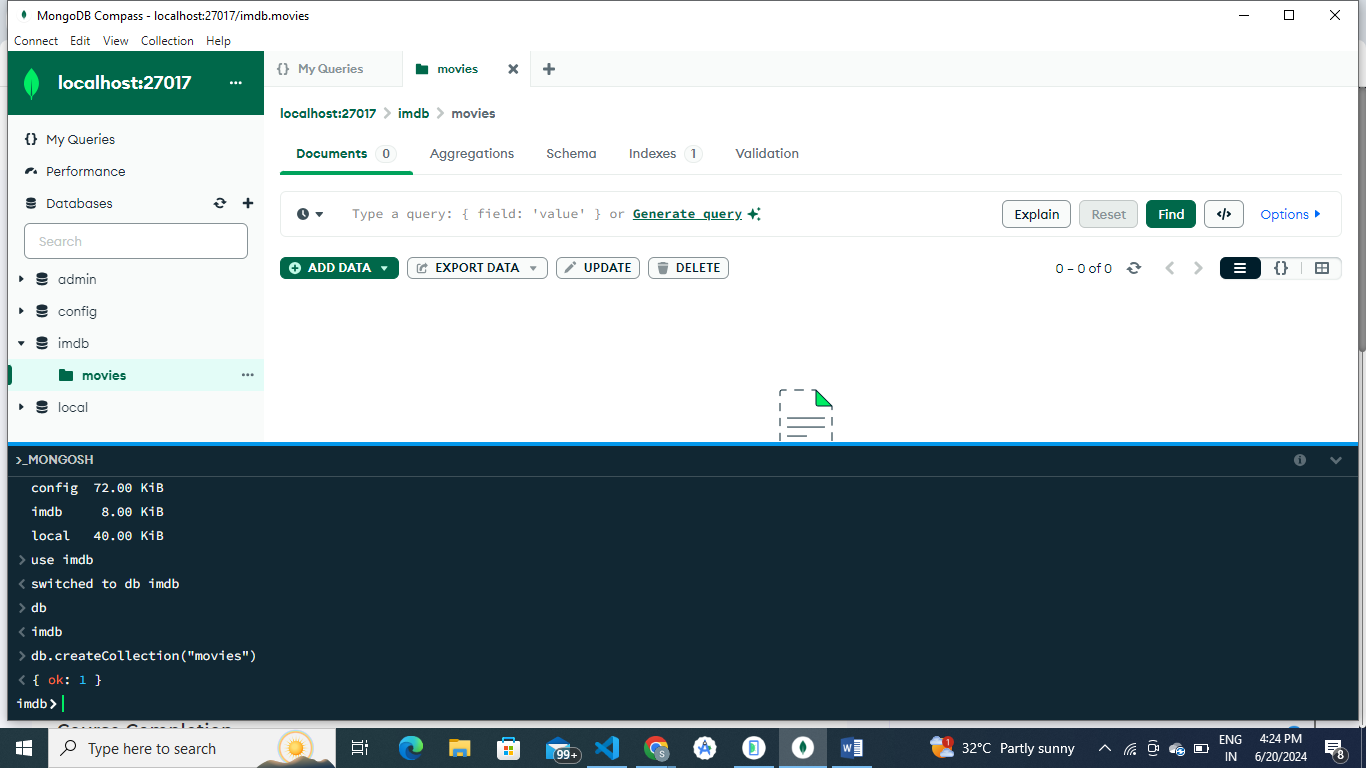 MongoDB Compass - localhost:27017/imdb.movies
Connect Edit View Collection Help
localhost:27017 ...
My Queries
Performance
Databases
Search
admin
config
imdb
movies ...
local
{} My Queries
movies
localhost:27017 > imdb > movies
Documents 0 Aggregations Schema Indexes 1 Validation
Type a query: { field: 'value' } or Generate query
Explain Reset Find </> Options
ADD DATA EXPORT DATA UPDATE DELETE
0 – 0 of 0 {}
>_MONGOSH
config 72.00 KiB
imdb 8.00 KiB
local 40.00 KiB
> use imdb
< switched to db imdb
> db
< imdb
> db.createCollection("movies")
< { ok: 1 }
imdb>
Course Completion
Type here to search
99+
S
W
1
32°C Partly sunny
ENG
IN
4:24 PM
6/20/2024
8